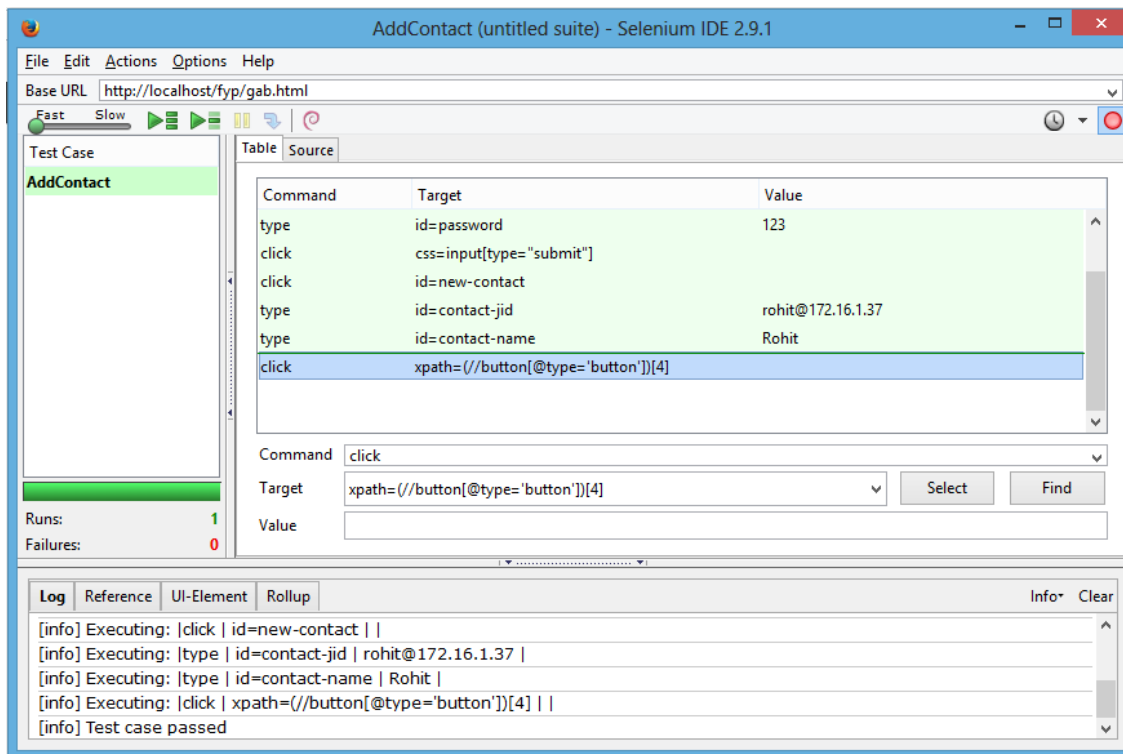 AddContact (untitled suite) - Selenium IDE 2.9.1
File Edit Actions Options Help
Base URL http://localhost/fyp/gab.html
Fast Slow
Test Case
AddContact
Table Source
Command Target Value
type id=password 123
click css=input[type="submit"]
click id=new-contact
type id=contact-jid rohit@172.16.1.37
type id=contact-name Rohit
click xpath=(//button[@type='button'])[4]
Command click
Target xpath=(//button[@type='button'])[4] Select Find
Value
Runs: 1
Failures: 0
Log Reference UI-Element Rollup Info Clear
[info] Executing: |click | id=new-contact | |
[info] Executing: |type | id=contact-jid | rohit@172.16.1.37 |
[info] Executing: |type | id=contact-name | Rohit |
[info] Executing: |click | xpath=(//button[@type='button'])[4] | |
[info] Test case passed